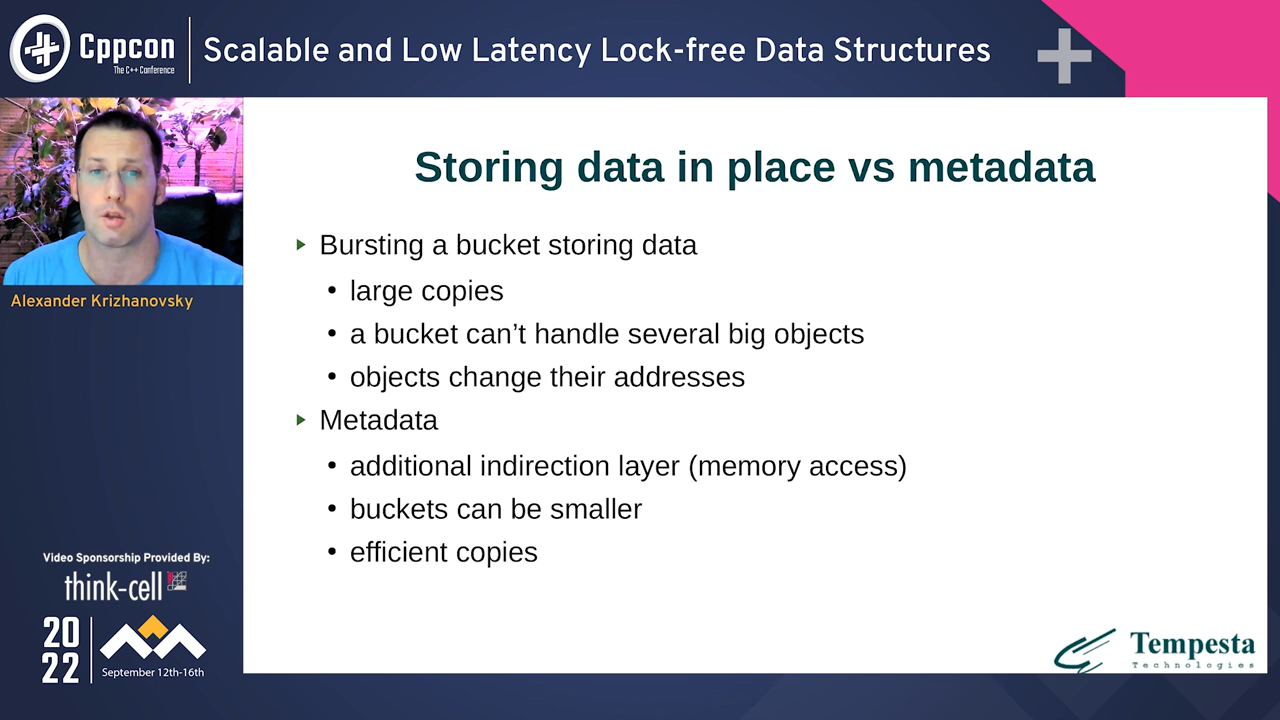 Cppcon
The C++ Conference
Scalable and Low Latency Lock-free Data Structures
Alexander Krizhanovsky
Storing data in place vs metadata
Bursting a bucket storing data
large copies
a bucket can’t handle several big objects
objects change their addresses
Metadata
additional indirection layer (memory access)
buckets can be smaller
efficient copies
Video Sponsorship Provided By:
think-cell
20
22
September 12th-16th
Tempesta
Technologies